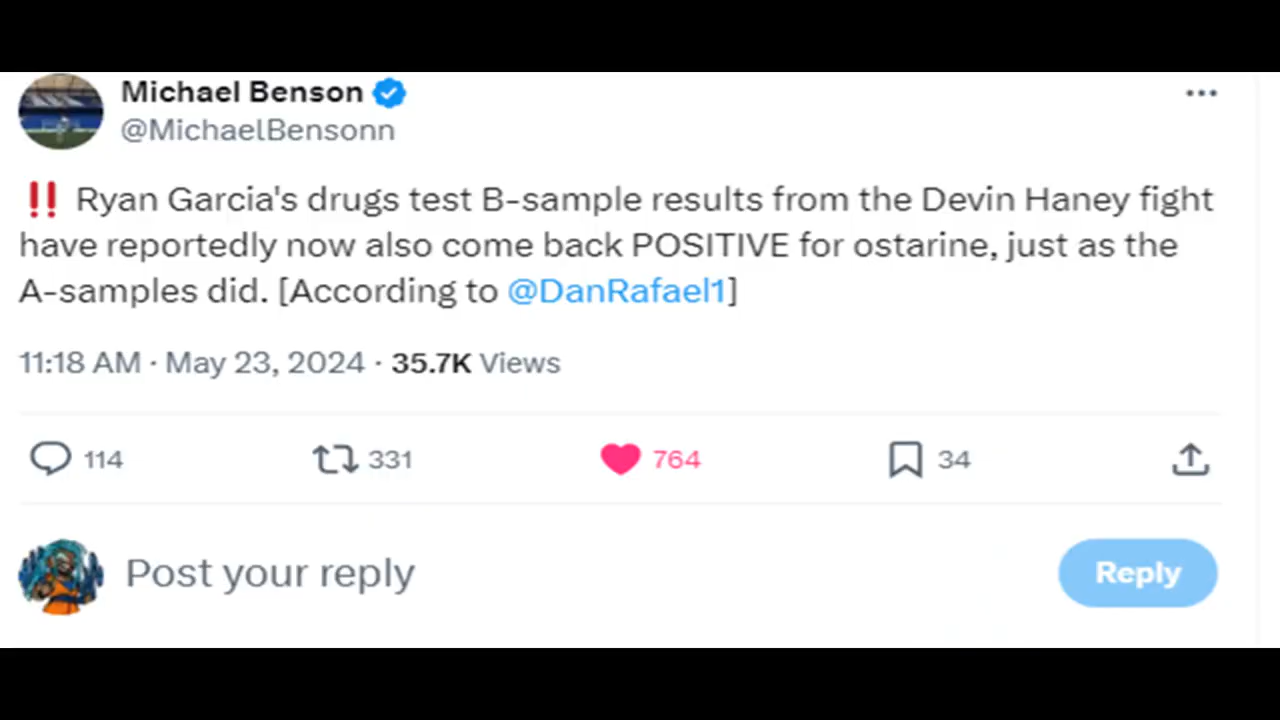 Michael Benson
@MichaelBensonn
‼️ Ryan Garcia's drugs test B-sample results from the Devin Haney fight
have reportedly now also come back POSITIVE for ostarine, just as the
A-samples did. [According to @DanRafael1]
11:18 AM · May 23, 2024 · 35.7K Views
114 331 764 34
Post your reply Reply